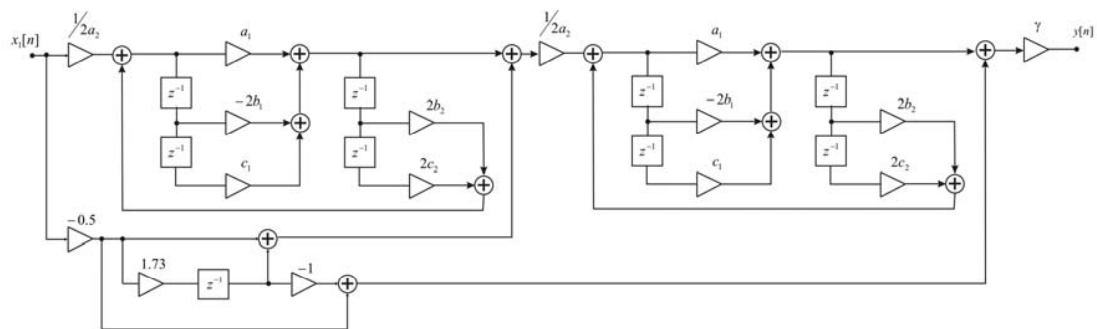 1/2a₂ 1/2a₂ γ
x₁[n] a₁ a₁ y[n]
z⁻¹ −2b₁ z⁻¹ 2b₂ z⁻¹ −2b₁ z⁻¹ 2b₂
z⁻¹ c₁ z⁻¹ 2c₂ z⁻¹ c₁ z⁻¹ 2c₂
−0.5
1.73 z⁻¹ −1